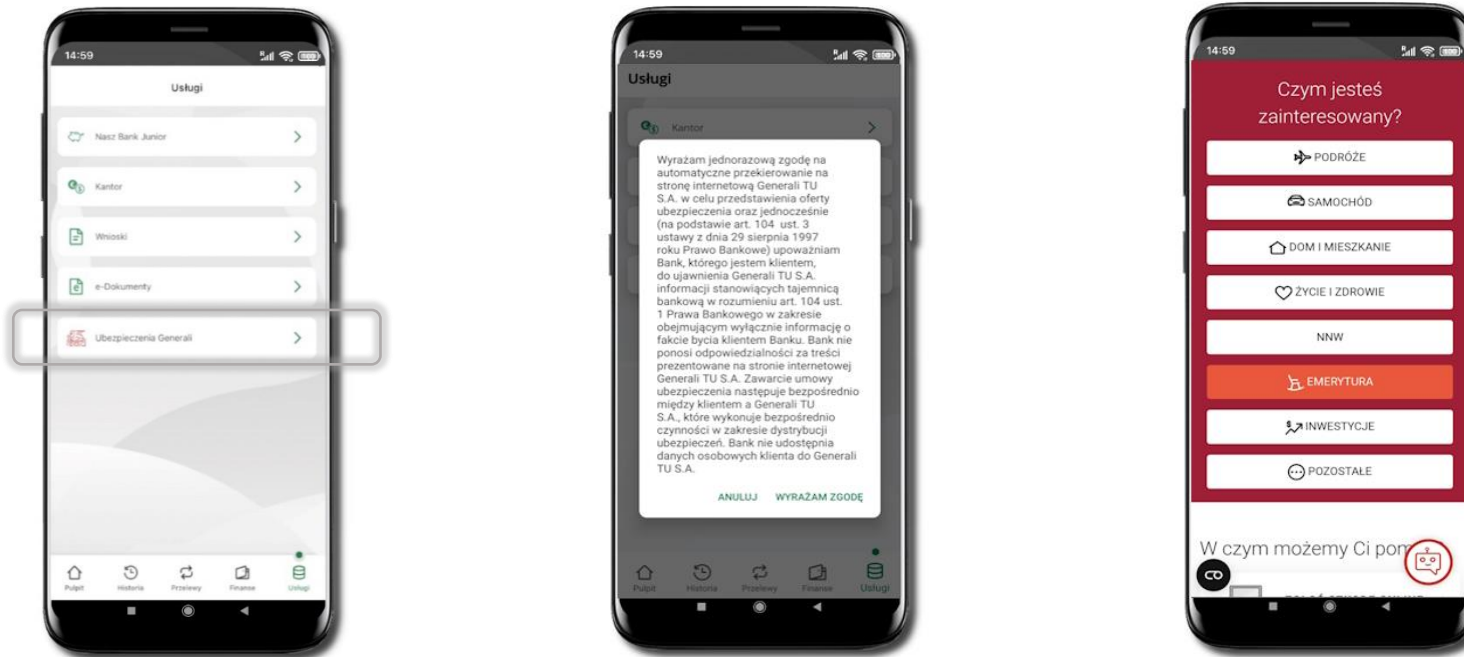 14:59
Usługi
Nasz Bank Junior
Kantor
Wnioski
e-Dokumenty
Ubezpieczenia Generali
Pulpit Historia Przelewy Finanse Usługi
14:59
Usługi
Kantor
Wyrażam jednorazową zgodę na
automatyczne przekierowanie na
stronę internetową Generali TU
S.A. w celu przedstawienia oferty
ubezpieczenia oraz jednocześnie
(na podstawie art. 104 ust. 3
ustawy z dnia 29 sierpnia 1997
roku Prawo Bankowe) upoważniam
Bank, którego jestem klientem,
do ujawnienia Generali TU S.A.
informacji stanowiących tajemnicą
bankową w rozumieniu art. 104 ust.
1 Prawa Bankowego w zakresie
obejmującym wyłącznie informację o
fakcie bycia klientem Banku. Bank nie
ponosi odpowiedzialności za treści
prezentowane na stronie internetowej
Generali TU S.A. Zawarcie umowy
ubezpieczenia następuje bezpośrednio
między klientem a Generali TU
S.A., które wykonuje bezpośrednio
czynności w zakresie dystrybucji
ubezpieczeń. Bank nie udostępnia
danych osobowych klienta do Generali
TU S.A.
ANULUJ WYRAŻAM ZGODĘ
Pulpit Historia Przelewy Finanse Usługi
14:59
Czym jesteś
zainteresowany?
PODRÓŻE
SAMOCHÓD
DOM I MIESZKANIE
ŻYCIE I ZDROWIE
NNW
EMERYTURA
INWESTYCJE
POZOSTAŁE
W czym możemy Ci pom